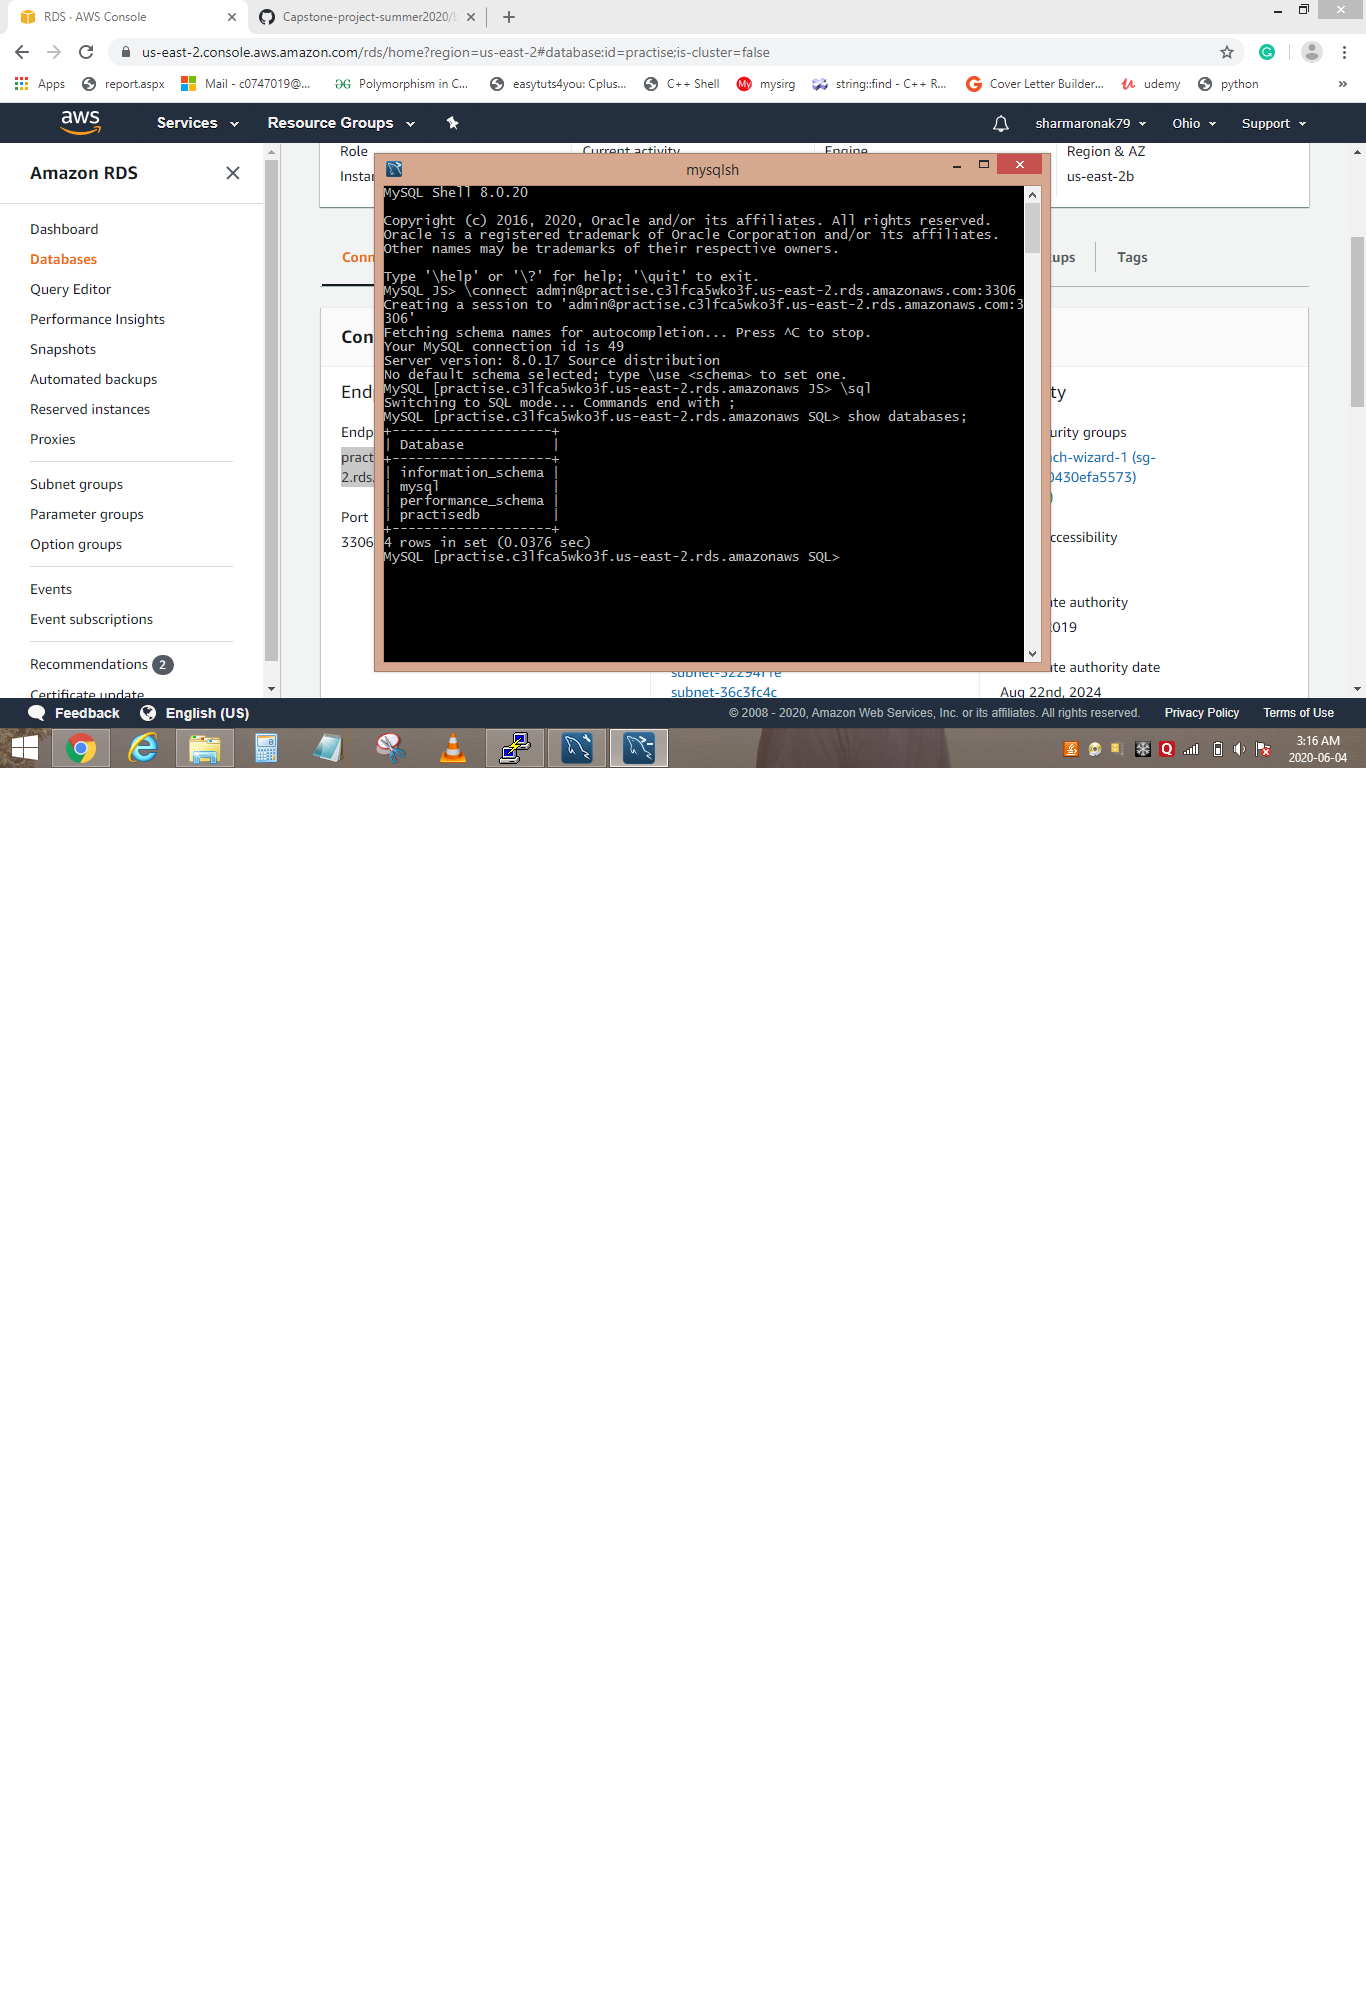 RDS · AWS Console
Capstone-project-summer2020/
us-east-2.console.aws.amazon.com/rds/home?region=us-east-2#database:id=practise;is-cluster=false
Apps
report.aspx
Mail - c0747019@...
Polymorphism in C...
easytuts4you: Cplus...
C++ Shell
My
mysirg
string::find - C++ R...
Cover Letter Builder...
udemy
python
aws
Services
Resource Groups
sharmaronak79
Ohio
Support
Amazon RDS
Dashboard
Databases
Query Editor
Performance Insights
Snapshots
Automated backups
Reserved instances
Proxies
Subnet groups
Parameter groups
Option groups
Events
Event subscriptions
Recommendations 2
Certificate update
Role
Current activity
Engine
Region & AZ
Instan
us-east-2b
Conn
ups
Tags
Con
Endp
pract
2.rds.
Port
3306
mysqlsh
MySQL Shell 8.0.20
Copyright (c) 2016, 2020, Oracle and/or its affiliates. All rights reserved.
Oracle is a registered trademark of Oracle Corporation and/or its affiliates.
Other names may be trademarks of their respective owners.
Type '\help' or '\?' for help; '\quit' to exit.
MySQL JS> \connect admin@practise.c3lfca5wko3f.us-east-2.rds.amazonaws.com:3306
Creating a session to 'admin@practise.c3lfca5wko3f.us-east-2.rds.amazonaws.com:3
306'
Fetching schema names for autocompletion... Press ^C to stop.
Your MySQL connection id is 49
Server version: 8.0.17 Source distribution
No default schema selected; type \use <schema> to set one.
MySQL [practise.c3lfca5wko3f.us-east-2.rds.amazonaws JS> \sql
Switching to SQL mode... Commands end with ;
MySQL [practise.c3lfca5wko3f.us-east-2.rds.amazonaws SQL> show databases;
+--------------------+
| Database           |
+--------------------+
| information_schema |
| mysql              |
| performance_schema |
| practisedb         |
+--------------------+
4 rows in set (0.0376 sec)
MySQL [practise.c3lfca5wko3f.us-east-2.rds.amazonaws SQL>
ty
urity groups
ch-wizard-1 (sg-
0430efa5573)
)
ccessibility
te authority
2019
te authority date
Aug 22nd, 2024
subnet-36c3fc4c
Feedback
English (US)
© 2008 - 2020, Amazon Web Services, Inc. or its affiliates. All rights reserved.
Privacy Policy
Terms of Use
3:16 AM
2020-06-04